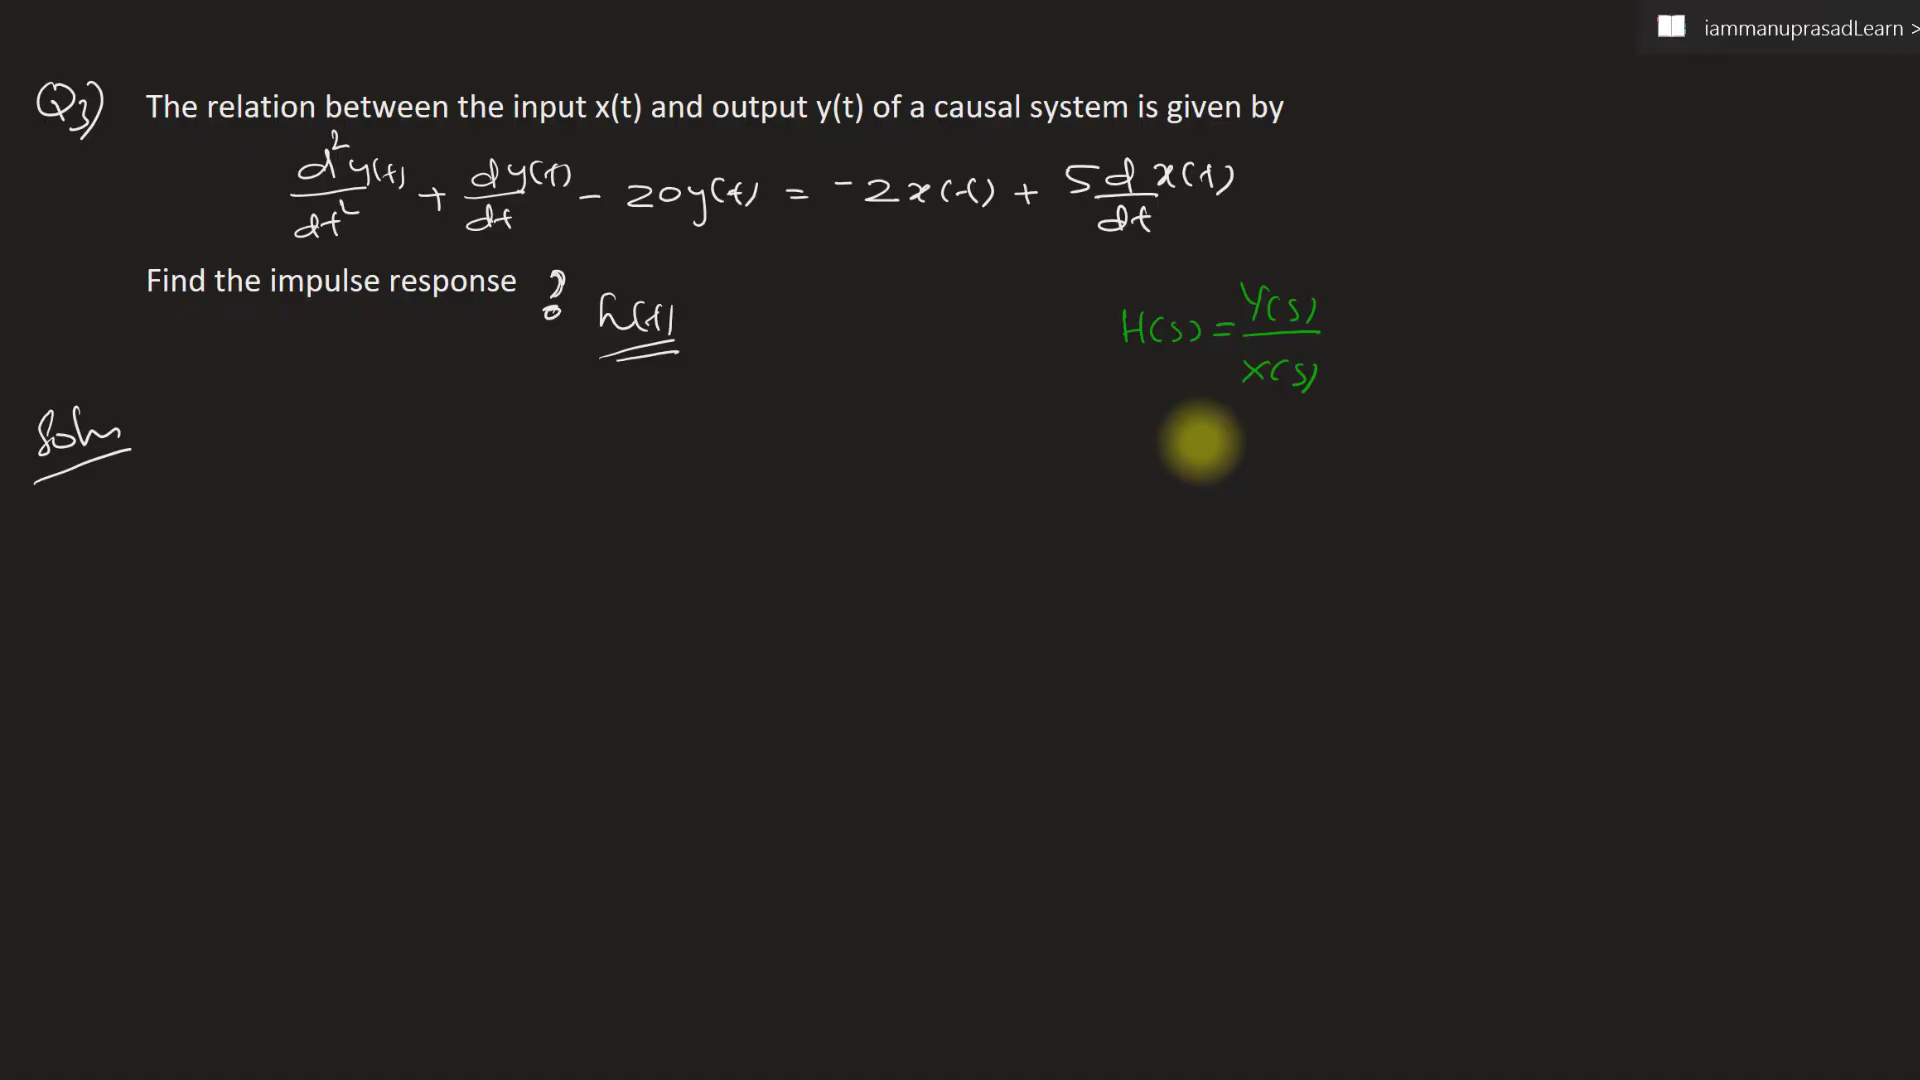 iammanuprasadLearn >
Q3) The relation between the input x(t) and output y(t) of a causal system is given by
d²y(t)/dt² + dy(t)/dt - 20y(t) = -2x(t) + 5d x(t)/dt
Find the impulse response ? h(t)
H(s) = Y(s)/X(s)
Soln